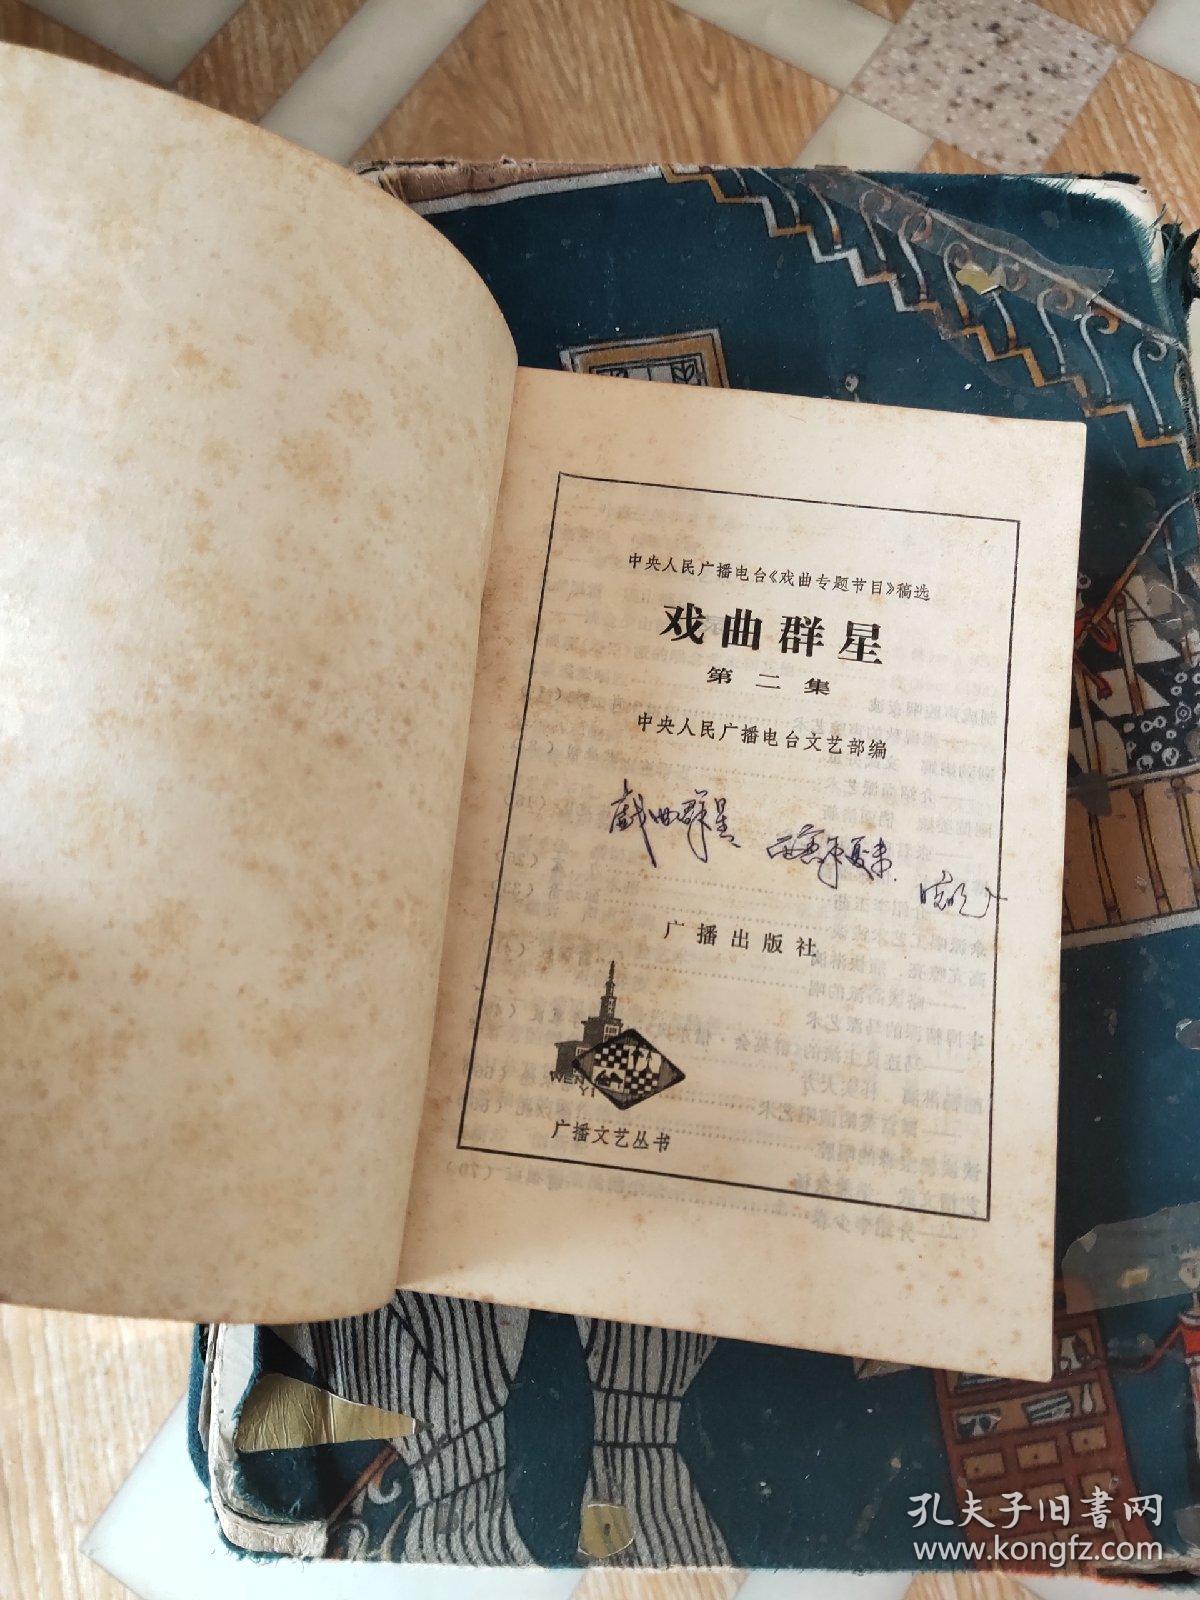 中央人民广播电台《戏曲专题节目》稿选
戏曲群星
第二集
中央人民广播电台文艺部编
戲曲群星
广播出版社
WEN
YI
广播文艺丛书
孔夫子旧书网
www.kongfz.com